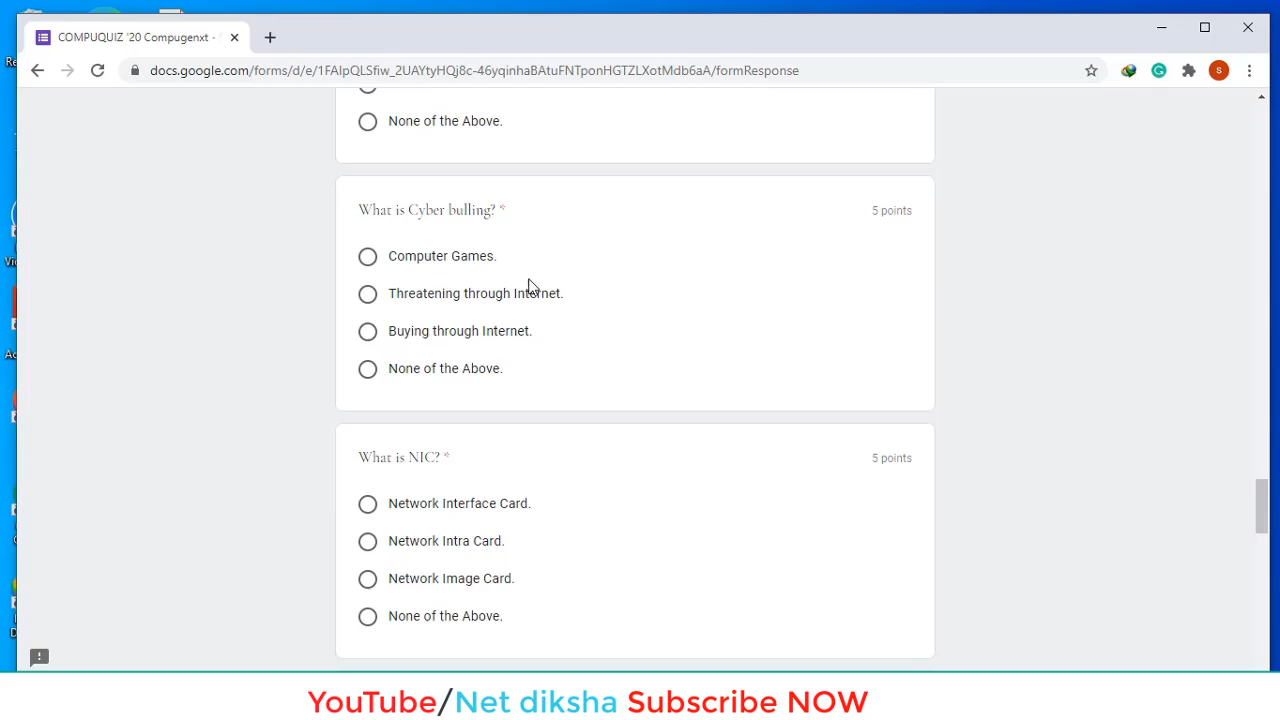 COMPUQUIZ '20 Compugenxt -
docs.google.com/forms/d/e/1FAIpQLSfiw_2UAYtyHQj8c-46yqinhaBAtuFNTponHGTZLXotMdb6aA/formResponse
S
None of the Above.
What is Cyber bulling? *
5 points
Computer Games.
Threatening through Internet.
Buying through Internet.
None of the Above.
What is NIC? *
5 points
Network Interface Card.
Network Intra Card.
Network Image Card.
None of the Above.
YouTube/Net diksha Subscribe NOW